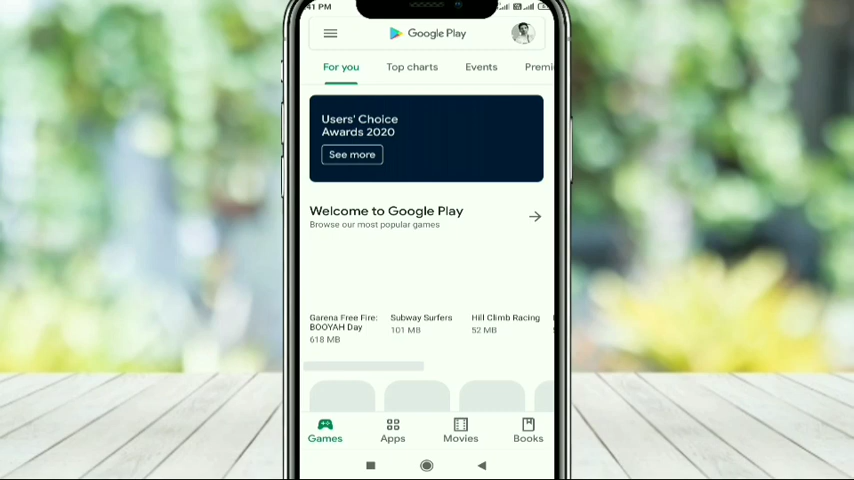 41 PM
Google Play
For you Top charts Events Premi
Users' Choice
Awards 2020
See more
Welcome to Google Play
Browse our most popular games
Garena Free Fire: Subway Surfers Hill Climb Racing
BOOYAH Day 101 MB 52 MB
618 MB
Games Apps Movies Books